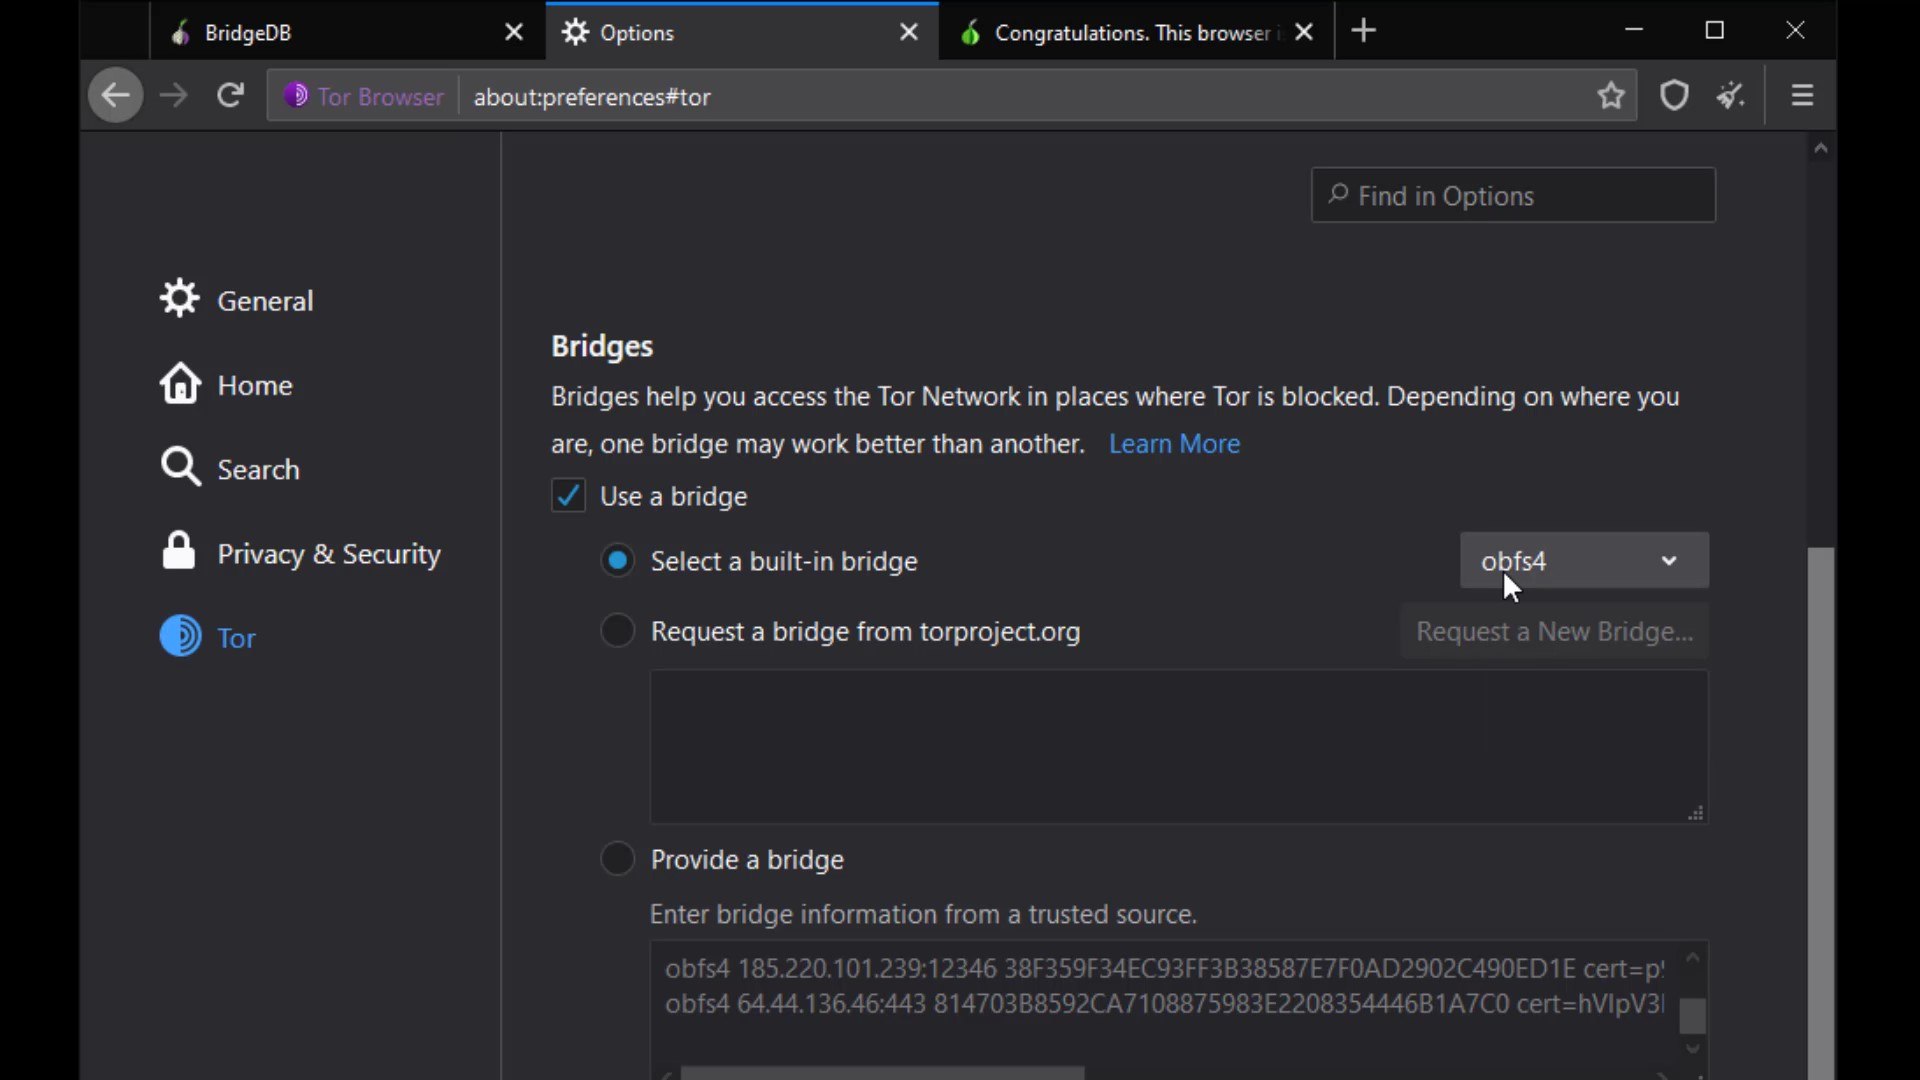 BridgeDB
Options
Congratulations. This browser
Tor Browser
about:preferences#tor
Find in Options
General
Home
Search
Privacy & Security
Tor
Bridges
Bridges help you access the Tor Network in places where Tor is blocked. Depending on where you
are, one bridge may work better than another. Learn More
Use a bridge
Select a built-in bridge
obfs4
Request a bridge from torproject.org
Request a New Bridge...
Provide a bridge
Enter bridge information from a trusted source.
obfs4 185.220.101.239:12346 38F359F34EC93FF3B38587E7F0AD2902C490ED1E cert=p
obfs4 64.44.136.46:443 814703B8592CA7108875983E2208354446B1A7C0 cert=hVIpV3